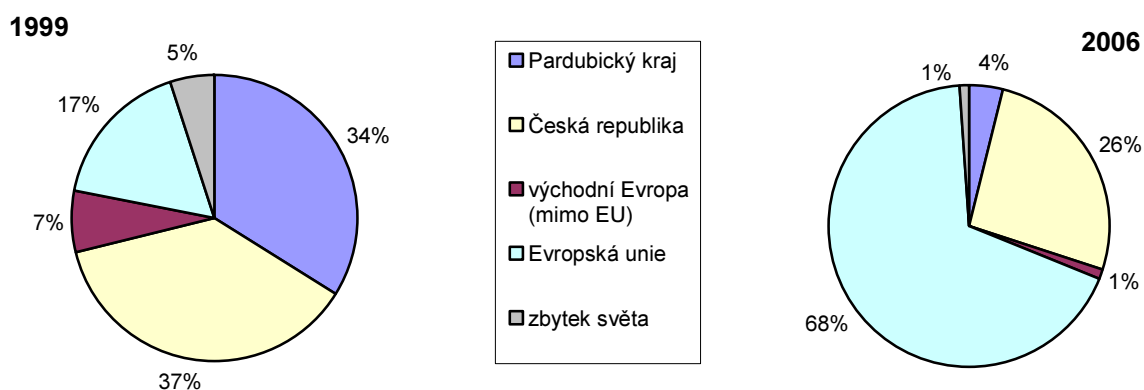 1999
5%
17%
34%
7%
37%
Pardubický kraj
Česká republika
východní Evropa
(mimo EU)
Evropská unie
zbytek světa
2006
1%
4%
26%
1%
68%